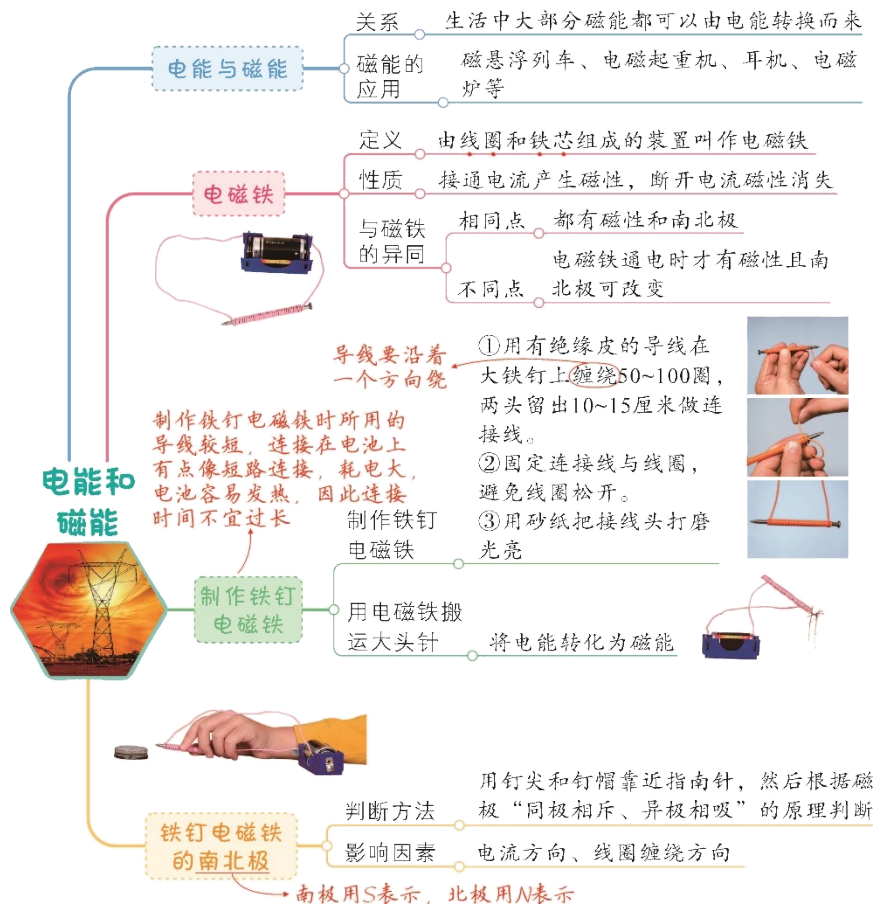 关系
生活中大部分磁能都可以由电能转换而来
电能与磁能
磁能的
应用
磁悬浮列车、电磁起重机、耳机、电磁
炉等
定义
由线圈和铁芯组成的装置叫作电磁铁
电磁铁
性质
接通电流产生磁性，断开电流磁性消失
与磁铁
的异同
相同点
都有磁性和南北极
不同点
电磁铁通电时才有磁性且南
北极可改变
导线要沿着
一个方向绕
①用有绝缘皮的导线在
大铁钉上缠绕50~100圈，
两头留出10~15厘米做连
接线。
②固定连接线与线圈，
避免线圈松开。
③用砂纸把接线头打磨
光亮
制作铁钉电磁铁时所用的
导线较短，连接在电池上
有点像短路连接，耗电大，
电池容易发热，因此连接
时间不宜过长
电能和
磁能
制作铁钉
电磁铁
制作铁钉
电磁铁
用电磁铁搬
运大头针
将电能转化为磁能
铁钉电磁铁
的南北极
判断方法
用钉尖和钉帽靠近指南针，然后根据磁
极“同极相斥、异极相吸”的原理判断
影响因素
电流方向、线圈缠绕方向
南极用S表示，北极用N表示